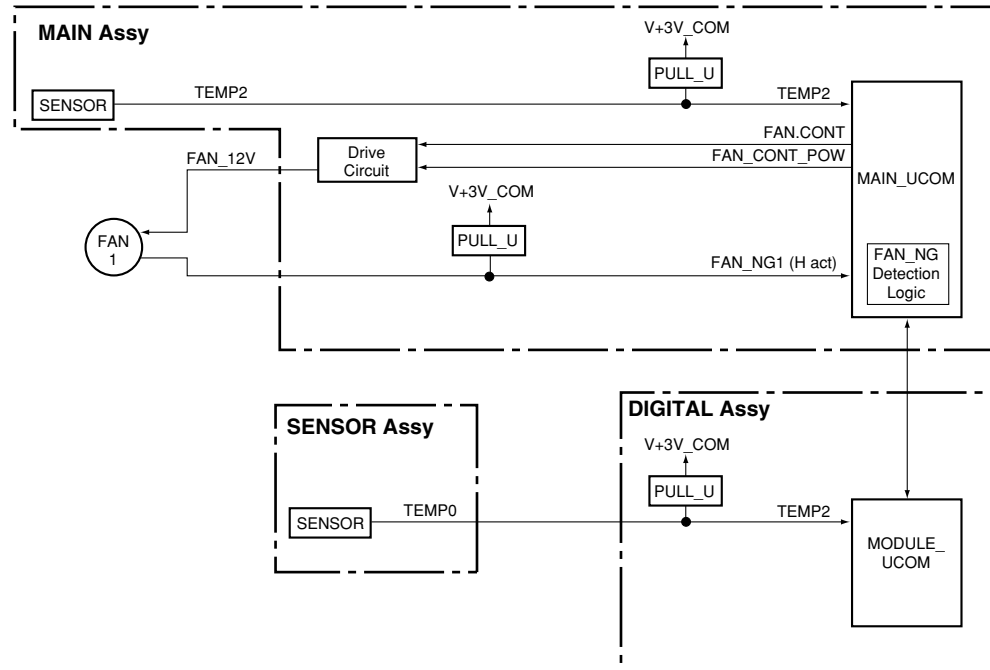 MAIN Assy
V+3V_COM
PULL_U
SENSOR
TEMP2
TEMP2
FAN.CONT
FAN_CONT_POW
Drive
Circuit
FAN_12V
MAIN_UCOM
V+3V_COM
PULL_U
FAN
1
FAN_NG1 (H act)
FAN_NG
Detection
Logic
SENSOR Assy
SENSOR
TEMP0
DIGITAL Assy
V+3V_COM
PULL_U
TEMP2
MODULE_
UCOM